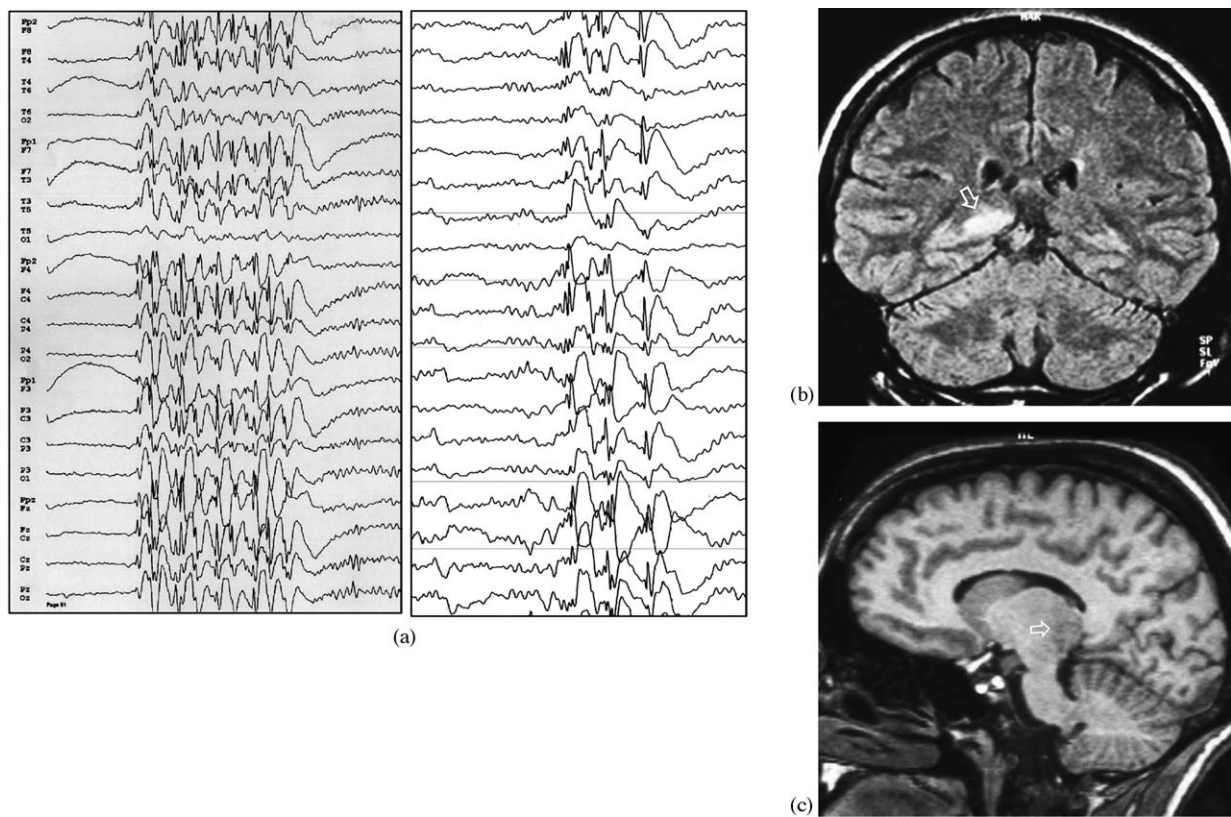 Fp2
F8
F8
T4
T4
T6
T6
O2
Fp1
F7
F7
T3
T3
T5
T5
O1
Fp2
F4
F4
C4
C4
P4
P4
O2
Fp1
F3
F3
C3
C3
P3
P3
O1
Fpz
Fz
Fz
Cz
Cz
Pz
Pz
Oz
Page 01
(a)
(b)
SP
SL
(c)